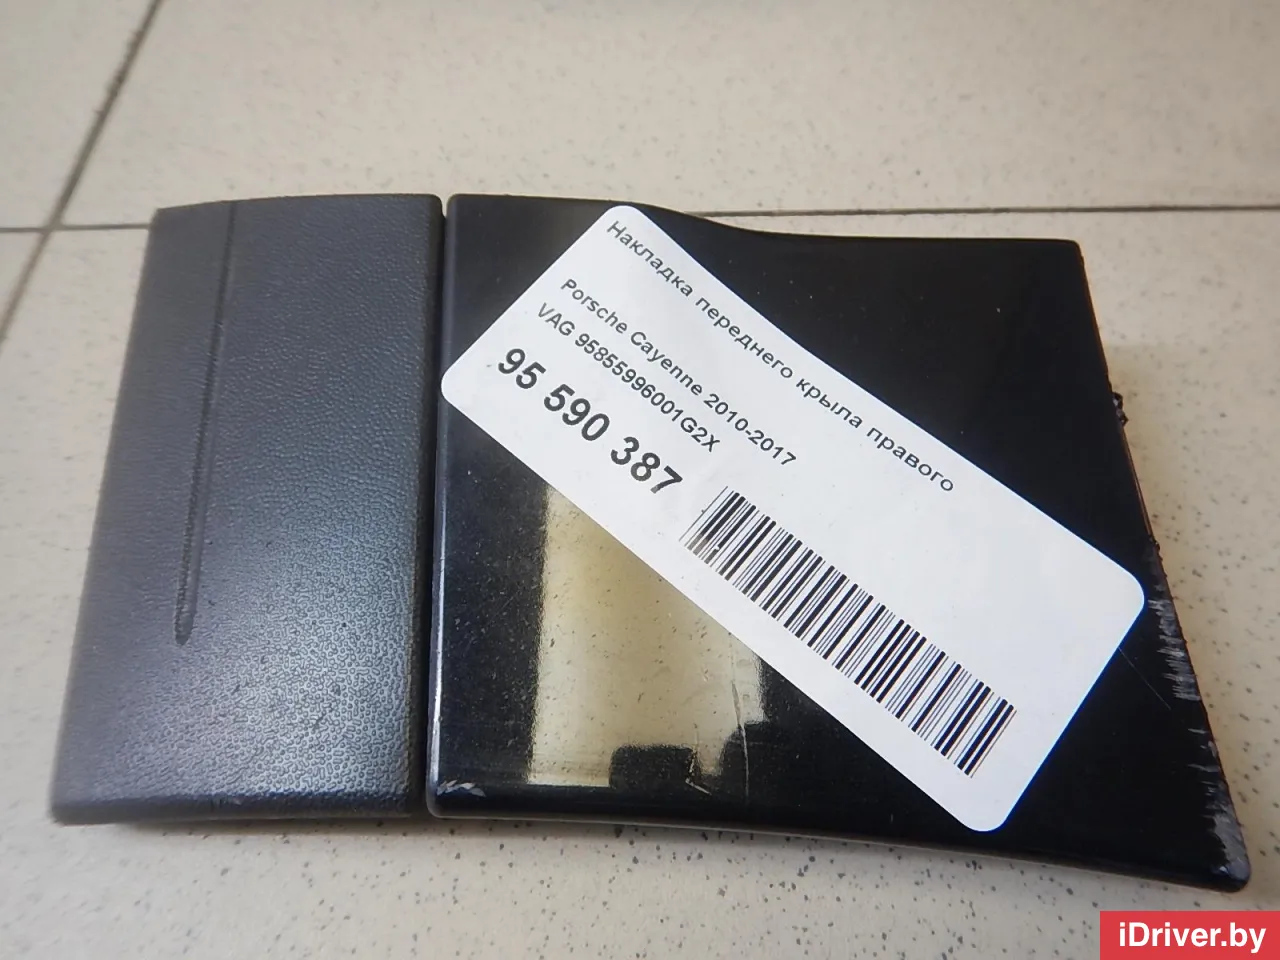 Накладка переднего крыла правого
Porsche Cayenne 2010-2017
VAG 95855996001G2X
95 590 387
iDriver.by